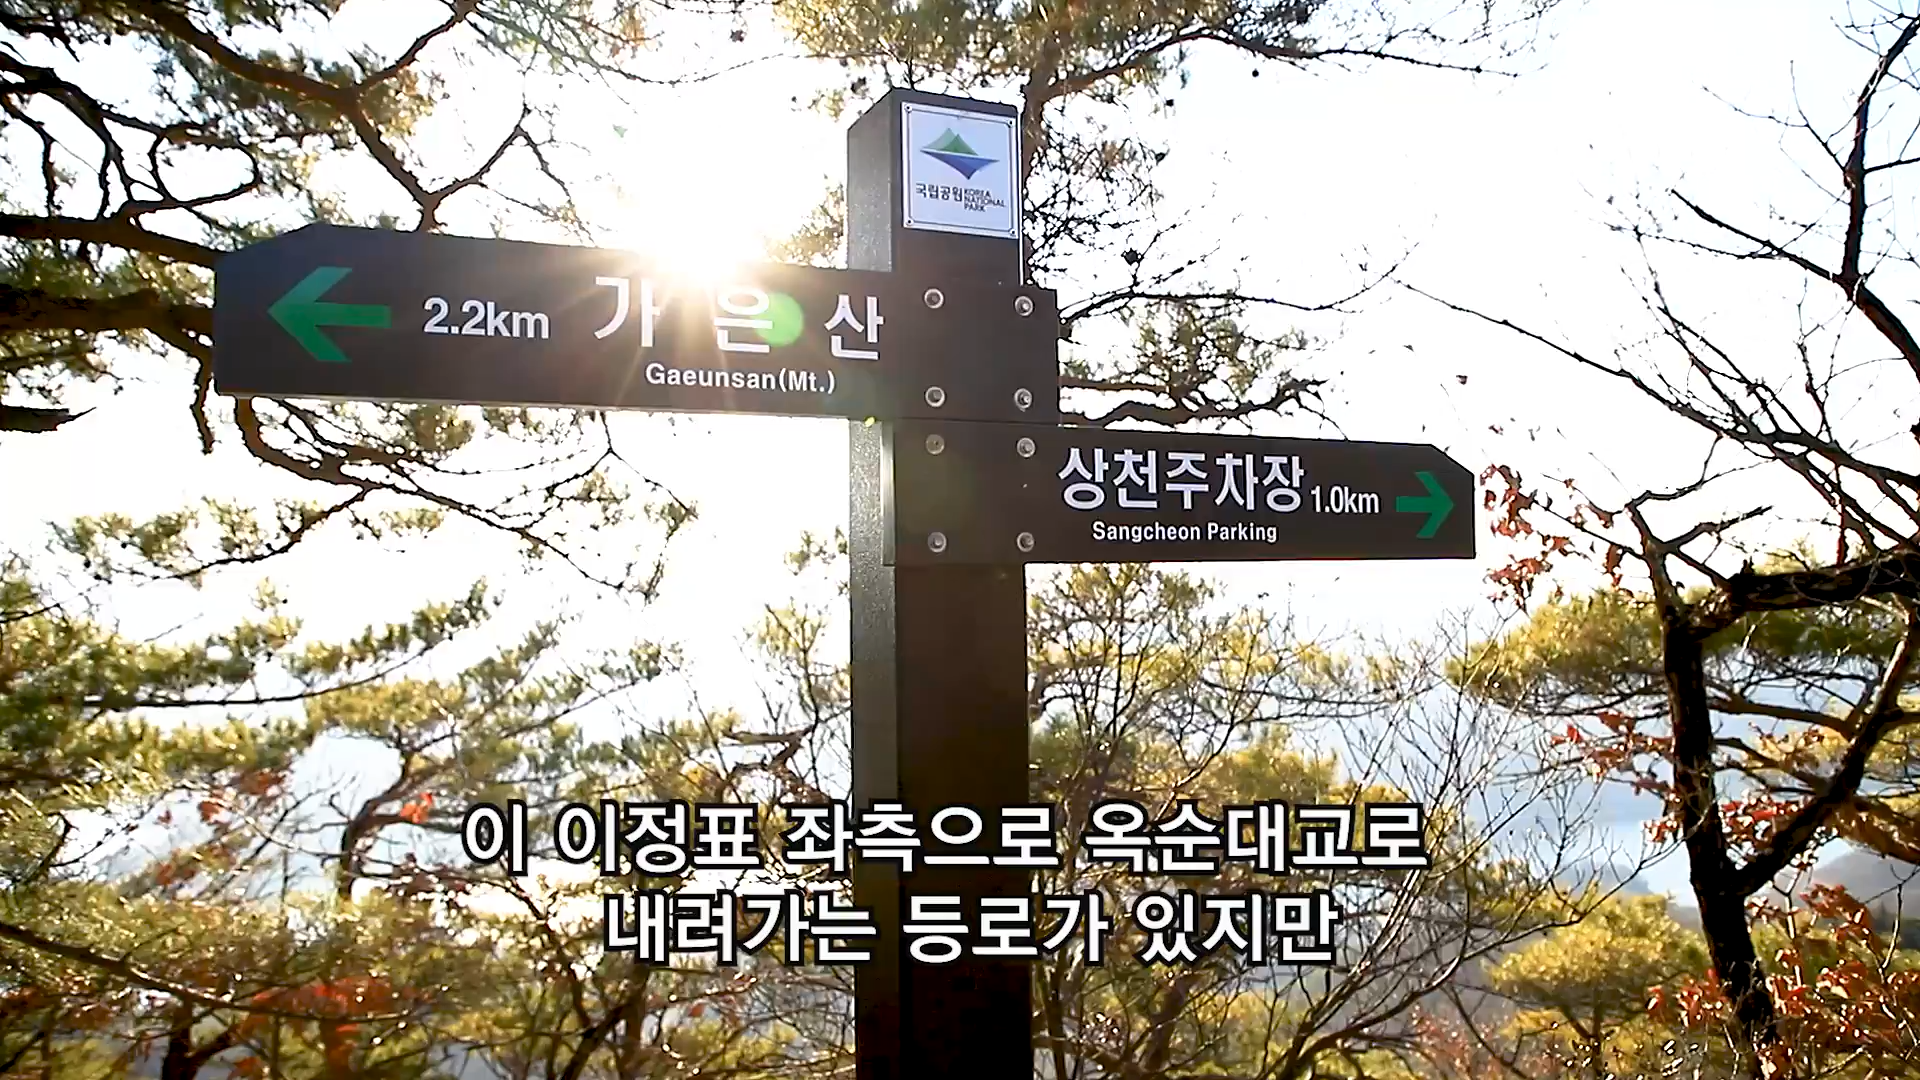 국립공원 KOREA
NATIONAL
PARK
2.2km 가은산
Gaeunsan(Mt.)
상천주차장 1.0km
Sangcheon Parking
이 이정표 좌측으로 옥순대교로
내려가는 등로가 있지만